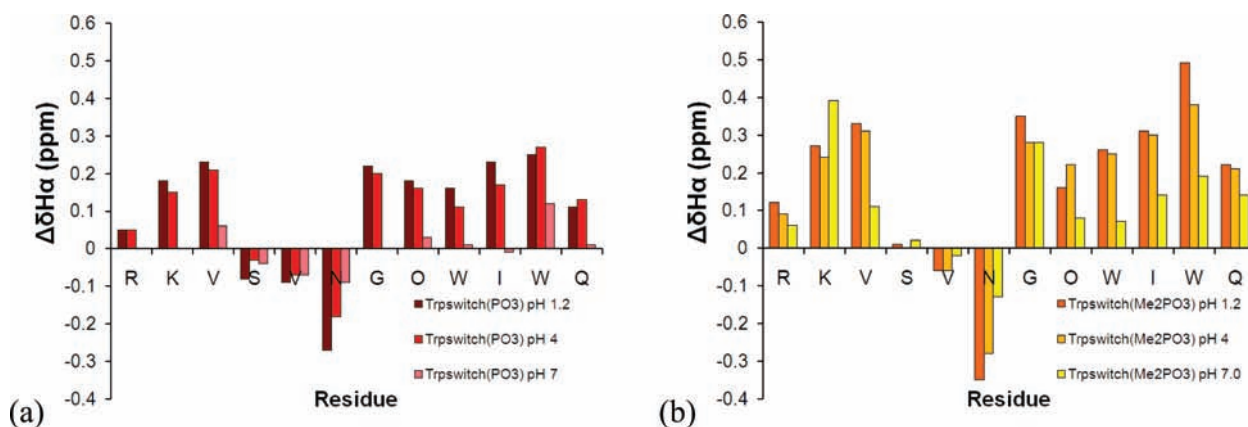 0.6
0.5
0.4
0.3
0.2
0.1
0
-0.1
-0.2
-0.3
-0.4
ΔδHα (ppm)
R K V S V N G O W I W Q
Trpswitch(PO3) pH 1.2
Trpswitch(PO3) pH 4
Trpswitch(PO3) pH 7
Residue
(a)
0.6
0.5
0.4
0.3
0.2
0.1
0
-0.1
-0.2
-0.3
-0.4
ΔδHα (ppm)
R K V S V N G O W I W Q
Trpswitch(Me2PO3) pH 1.2
Trpswitch(Me2PO3) pH 4
Trpswitch(Me2PO3) pH 7.0
Residue
(b)